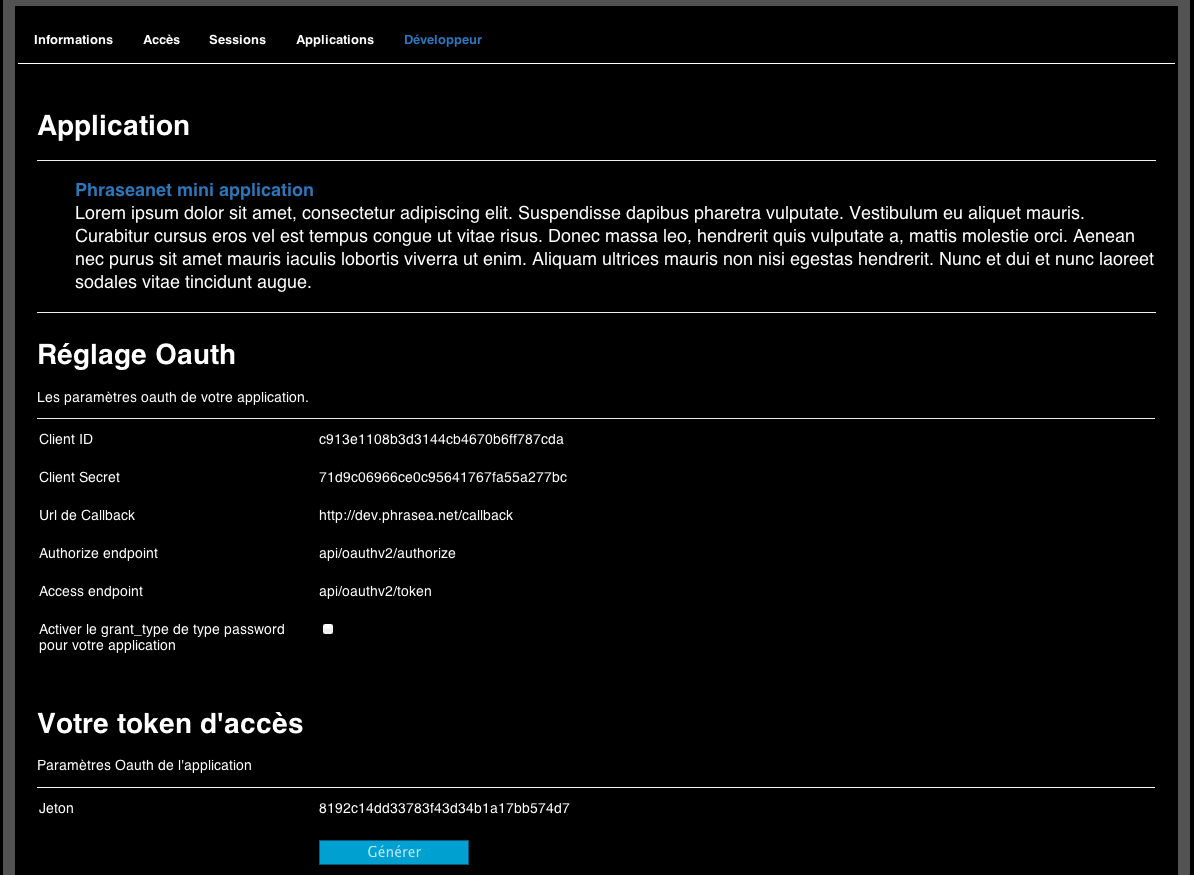 Informations Accès Sessions Applications Développeur
Application
Phraseanet mini application
Lorem ipsum dolor sit amet, consectetur adipiscing elit. Suspendisse dapibus pharetra vulputate. Vestibulum eu aliquet mauris.
Curabitur cursus eros vel est tempus congue ut vitae risus. Donec massa leo, hendrerit quis vulputate a, mattis molestie orci. Aenean
nec purus sit amet mauris iaculis lobortis viverra ut enim. Aliquam ultrices mauris non nisi egestas hendrerit. Nunc et dui et nunc laoreet
sodales vitae tincidunt augue.
Réglage Oauth
Les paramètres oauth de votre application.
Client ID c913e1108b3d3144cb4670b6ff787cda
Client Secret 71d9c06966ce0c95641767fa55a277bc
Url de Callback http://dev.phrasea.net/callback
Authorize endpoint api/oauthv2/authorize
Access endpoint api/oauthv2/token
Activer le grant_type de type password
pour votre application
Votre token d'accès
Paramètres Oauth de l'application
Jeton 8192c14dd33783f43d34b1a17bb574d7
Générer